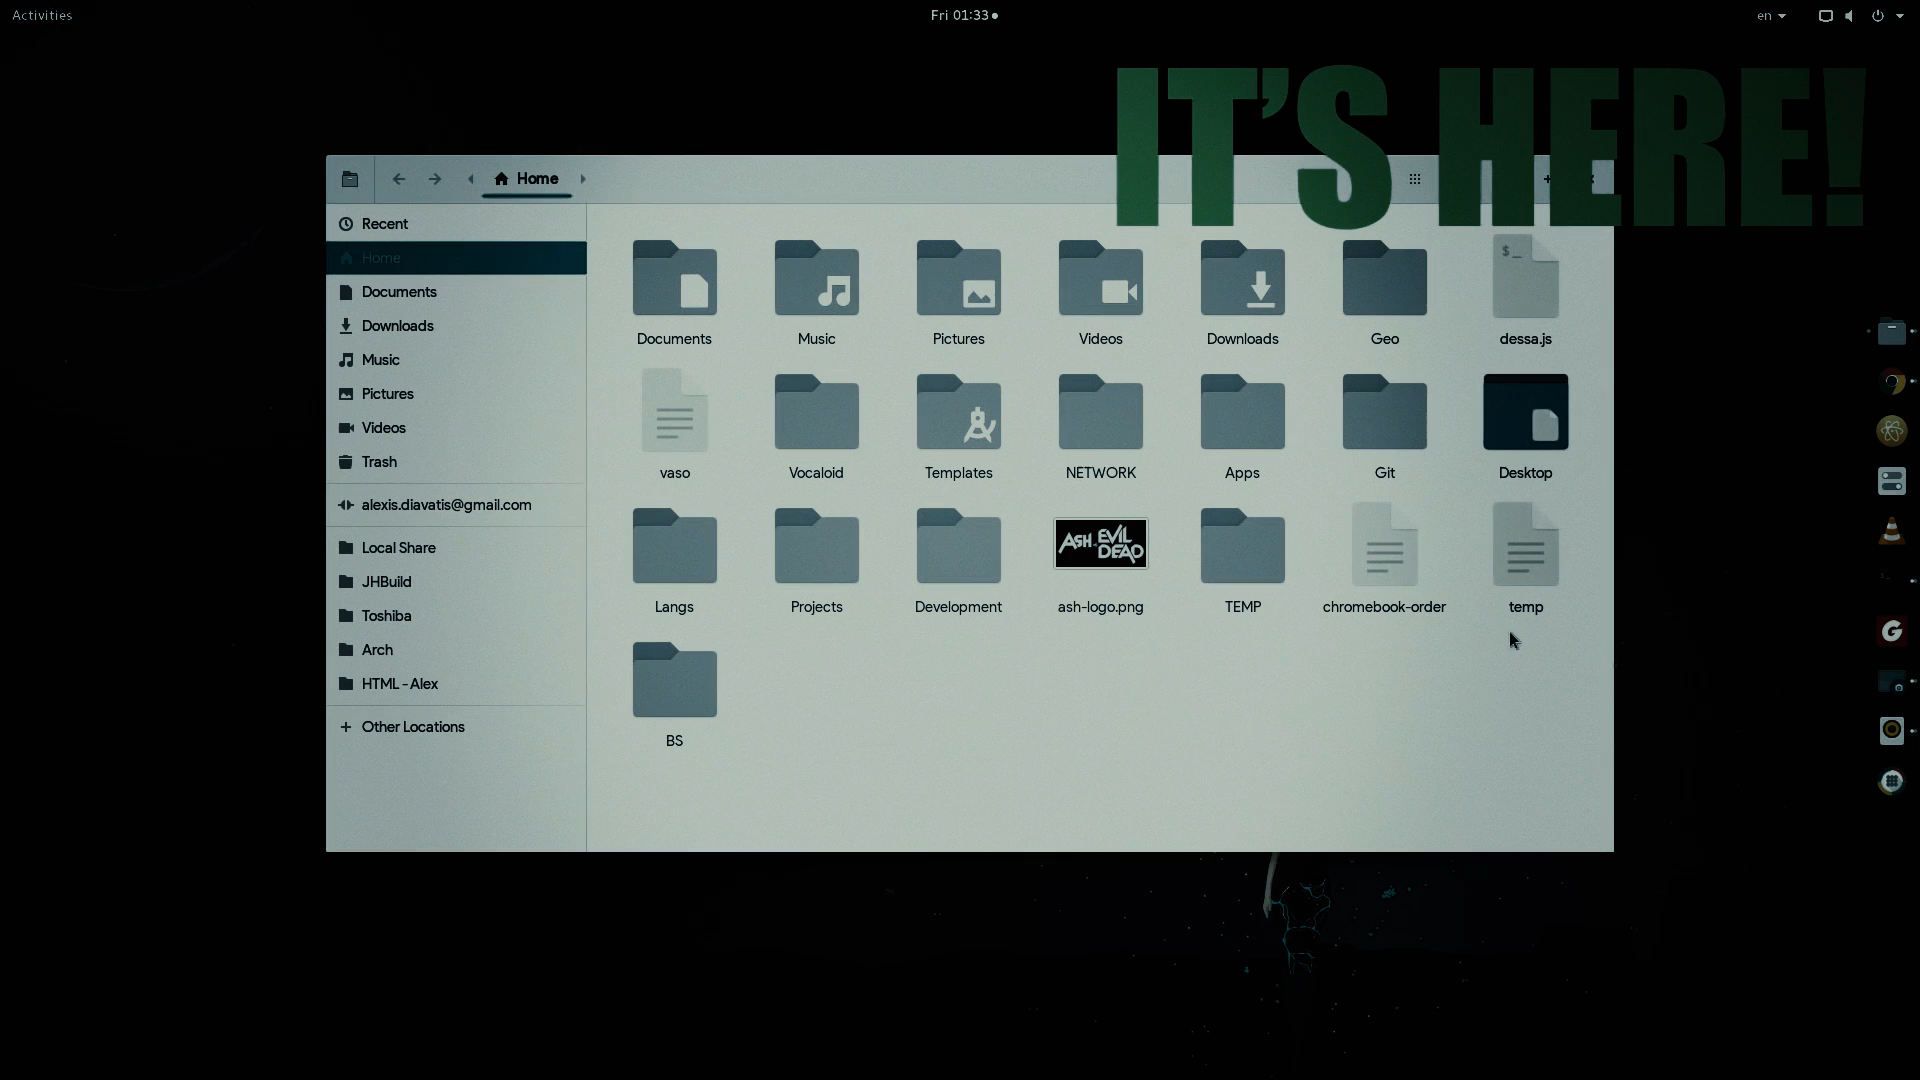 Activities
Fri 01:33
en
IT'S HERE!
Home
Recent
Home
Documents
Downloads
Music
Pictures
Videos
Trash
alexis.diavatis@gmail.com
Local Share
JHBuild
Toshiba
Arch
HTML - Alex
Other Locations
Documents
Music
Pictures
Videos
Downloads
Geo
$_
dessa.js
vaso
Vocaloid
Templates
NETWORK
Apps
Git
Desktop
Langs
Projects
Development
ASH vs EVIL DEAD
ash-logo.png
TEMP
chromebook-order
temp
BS